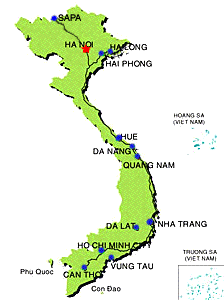 SAPA
HA NOI
HA LONG
HAI PHONG
HOANG SA
(VIET NAM)
HUE
DA NANG
QUANG NAM
DA LAT
NHA TRANG
HO CHI MINH CITY
TRUONG SA
(VIET NAM)
Phu Quoc
VUNG TAU
CAN THO
Con Dao